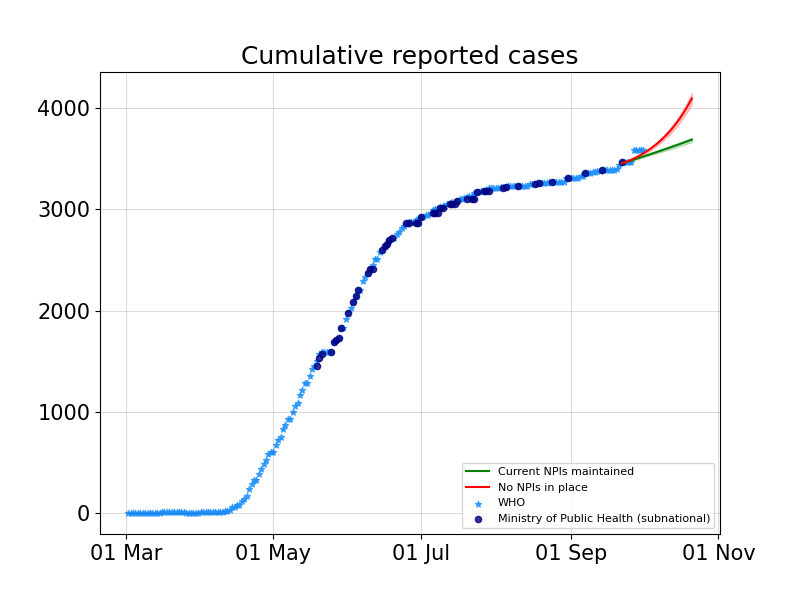 Cumulative reported cases
4000
3000
2000
1000
0
01 Mar 01 May 01 Jul 01 Sep 01 Nov
Current NPIs maintained
No NPIs in place
WHO
Ministry of Public Health (subnational)